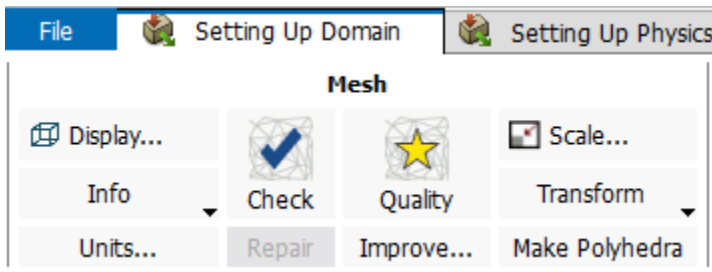 File Setting Up Domain Setting Up Physics
Mesh
Display... Scale...
Info Check Quality Transform
Units... Repair Improve... Make Polyhedra